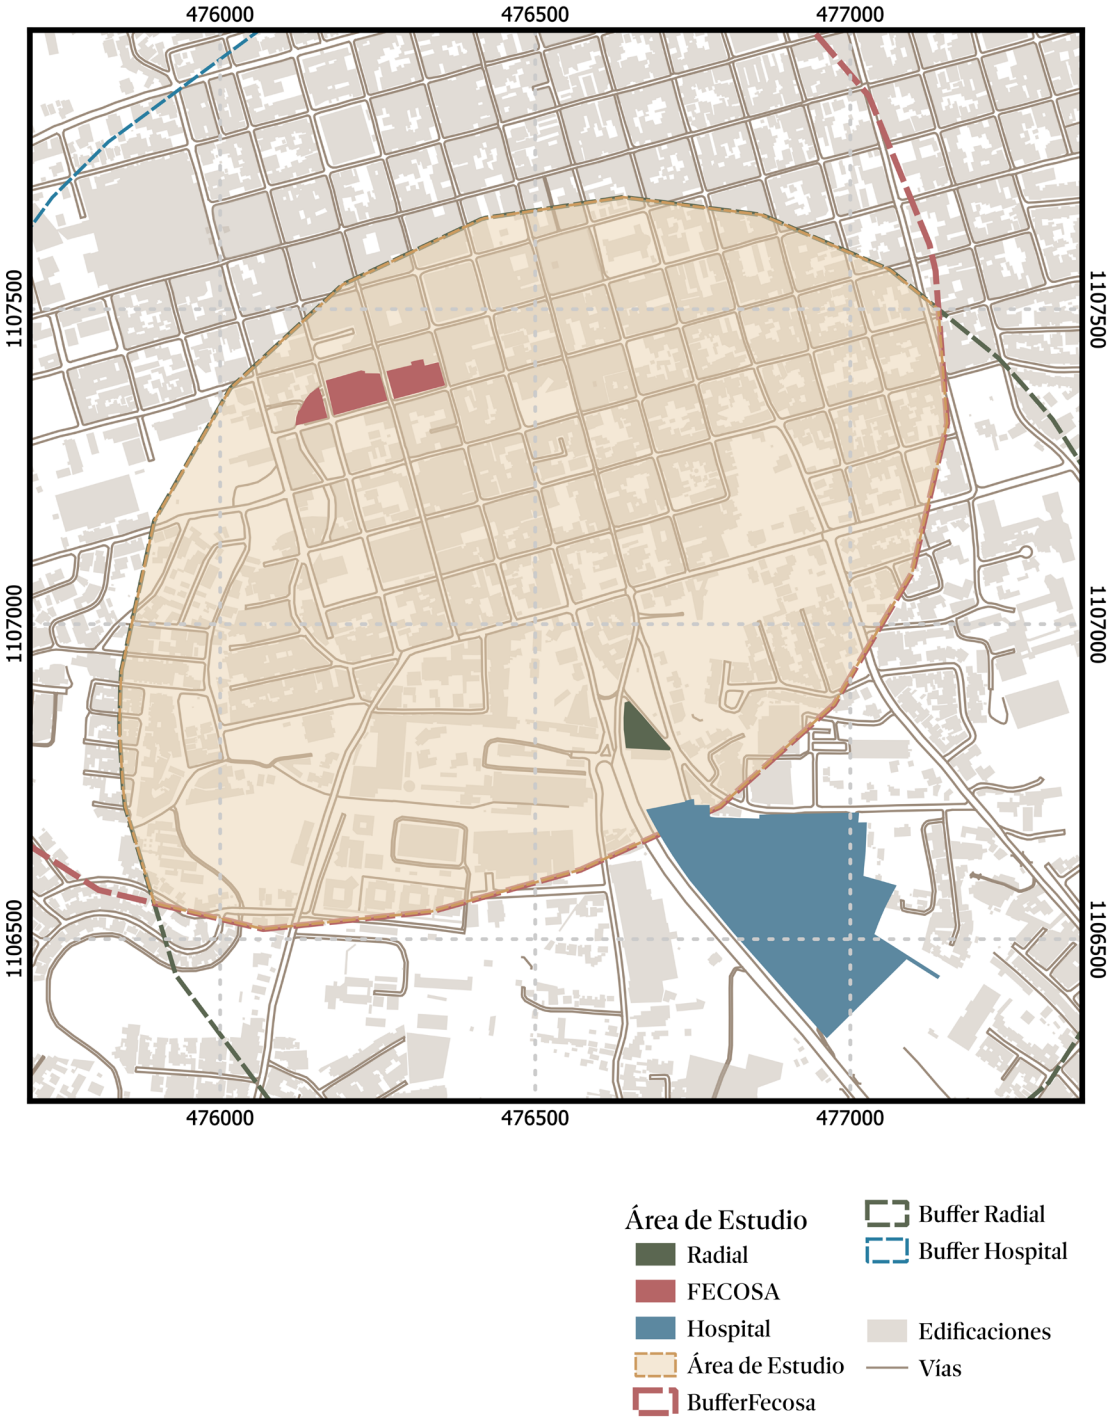 476000 476500 477000
1107500 1107500
1107000 1107000
1106500 1106500
476000 476500 477000
Área de Estudio
Radial
FECOSA
Hospital
Área de Estudio
BufferFecosa
Buffer Radial
Buffer Hospital
Edificaciones
Vías